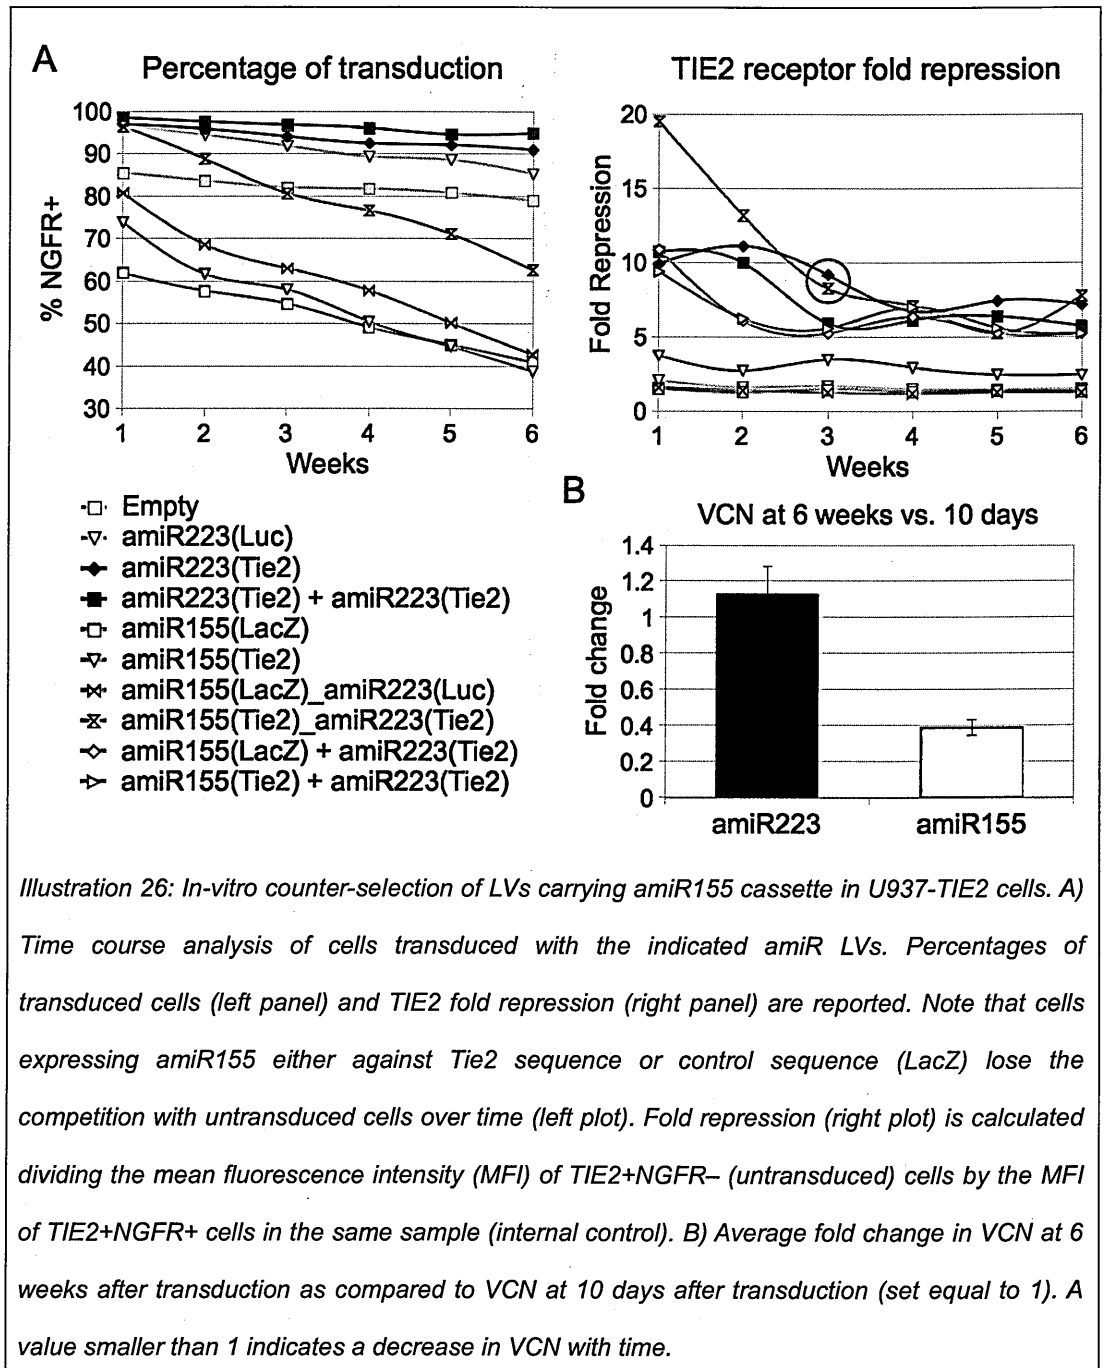 A
Percentage of transduction
TIE2 receptor fold repression
% NGFR+
100
90
80
70
60
50
40
30
1 2 3 4 5 6
Weeks
Fold Repression
20
15
10
5
0
1 2 3 4 5 6
Weeks
Empty
amiR223(Luc)
amiR223(Tie2)
amiR223(Tie2) + amiR223(Tie2)
amiR155(LacZ)
amiR155(Tie2)
amiR155(LacZ)_amiR223(Luc)
amiR155(Tie2)_amiR223(Tie2)
amiR155(LacZ) + amiR223(Tie2)
amiR155(Tie2) + amiR223(Tie2)
B
VCN at 6 weeks vs. 10 days
Fold change
1.4
1.2
1
0.8
0.6
0.4
0.2
0
amiR223 amiR155
Illustration 26: In-vitro counter-selection of LVs carrying amiR155 cassette in U937-TIE2 cells. A)
Time course analysis of cells transduced with the indicated amiR LVs. Percentages of
transduced cells (left panel) and TIE2 fold repression (right panel) are reported. Note that cells
expressing amiR155 either against Tie2 sequence or control sequence (LacZ) lose the
competition with untransduced cells over time (left plot). Fold repression (right plot) is calculated
dividing the mean fluorescence intensity (MFI) of TIE2+NGFR– (untransduced) cells by the MFI
of TIE2+NGFR+ cells in the same sample (internal control). B) Average fold change in VCN at 6
weeks after transduction as compared to VCN at 10 days after transduction (set equal to 1). A
value smaller than 1 indicates a decrease in VCN with time.